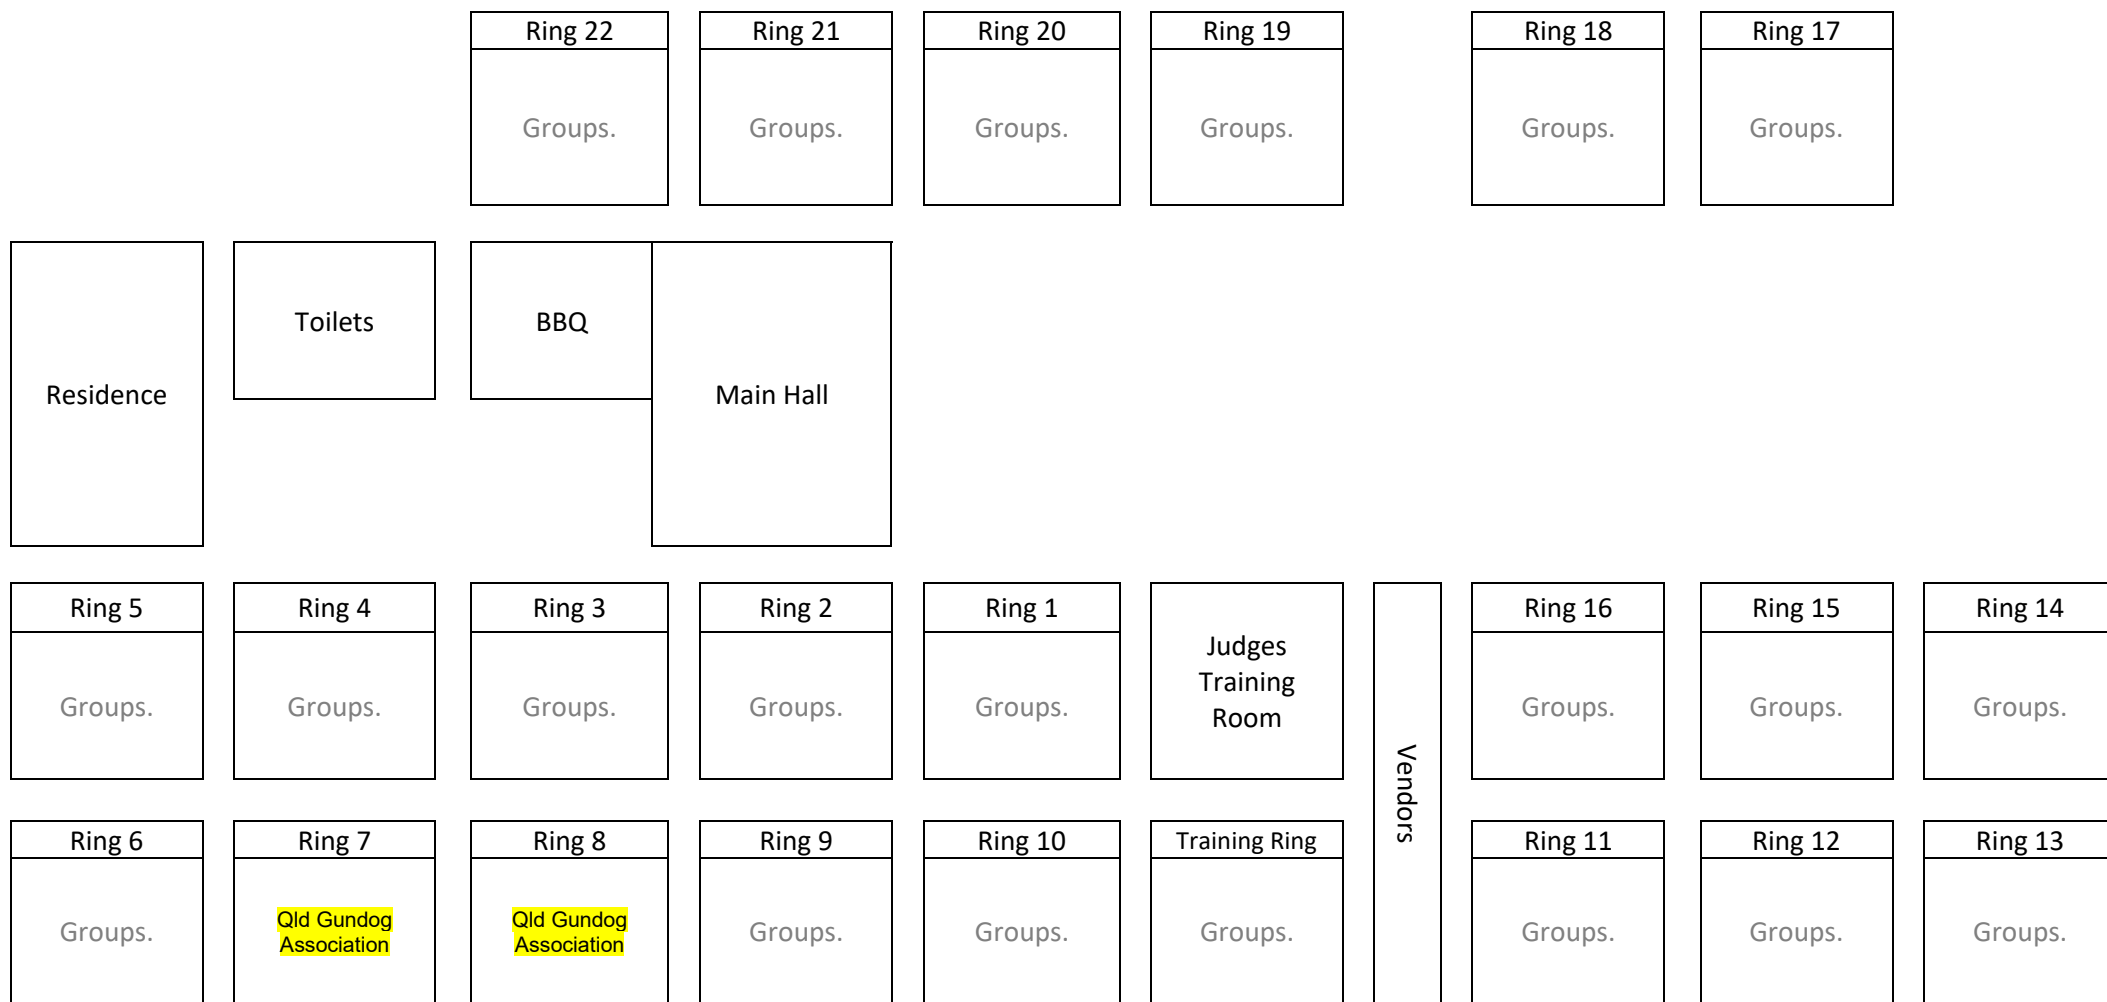 Ring 22
Ring 21
Ring 20
Ring 19
Ring 18
Ring 17
Groups.
Groups.
Groups.
Groups.
Groups.
Groups.
Residence
Toilets
BBQ
Main Hall
Ring 5
Ring 4
Ring 3
Ring 2
Ring 1
Judges
Training
Room
Ring 16
Ring 15
Ring 14
Groups.
Groups.
Groups.
Groups.
Groups.
Groups.
Groups.
Groups.
Vendors
Ring 6
Ring 7
Ring 8
Ring 9
Ring 10
Training Ring
Ring 11
Ring 12
Ring 13
Groups.
Qld Gundog
Association
Qld Gundog
Association
Groups.
Groups.
Groups.
Groups.
Groups.
Groups.